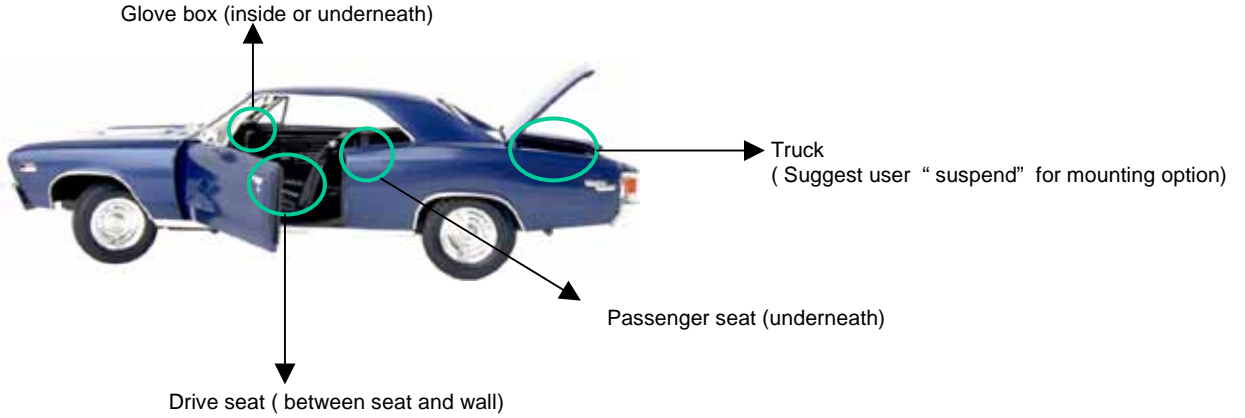 Glove box (inside or underneath)
Truck
( Suggest user “ suspend” for mounting option)
Passenger seat (underneath)
Drive seat ( between seat and wall)